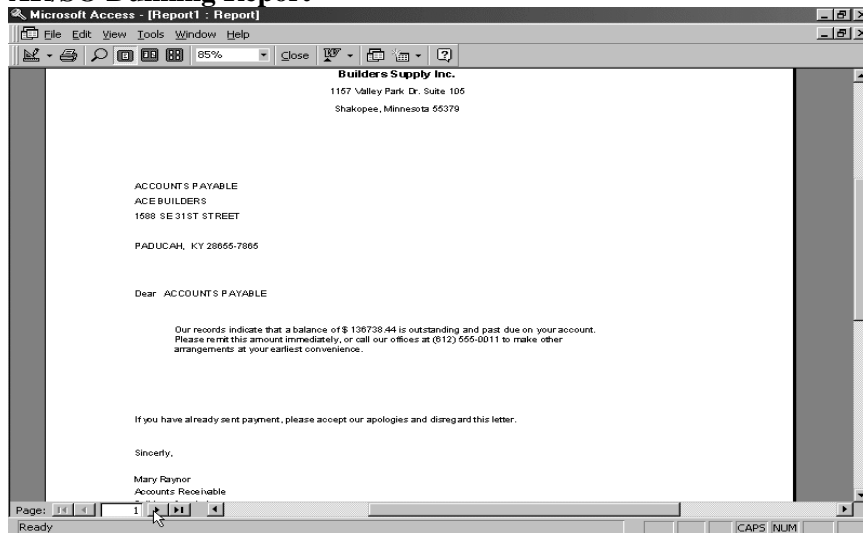 Microsoft Access - [Report1 : Report]
File Edit View Tools Window Help
85% Close
Builders Supply Inc.
1157 Valley Park Dr. Suite 105
Shakopee, Minnesota 55379
ACCOUNTS PAYABLE
ACE BUILDERS
1588 SE 31ST STREET
PADUCAH, KY 28655-7865
Dear ACCOUNTS PAYABLE
Our records indicate that a balance of $ 136738.44 is outstanding and past due on your account.
Please remit this amount immediately, or call our offices at (612) 555-0011 to make other
arrangements at your earliest convenience.
If you have already sent payment, please accept our apologies and disregard this letter.
Sincerly,
Mary Raynor
Accounts Receivable
Page: 1
Ready CAPS NUM